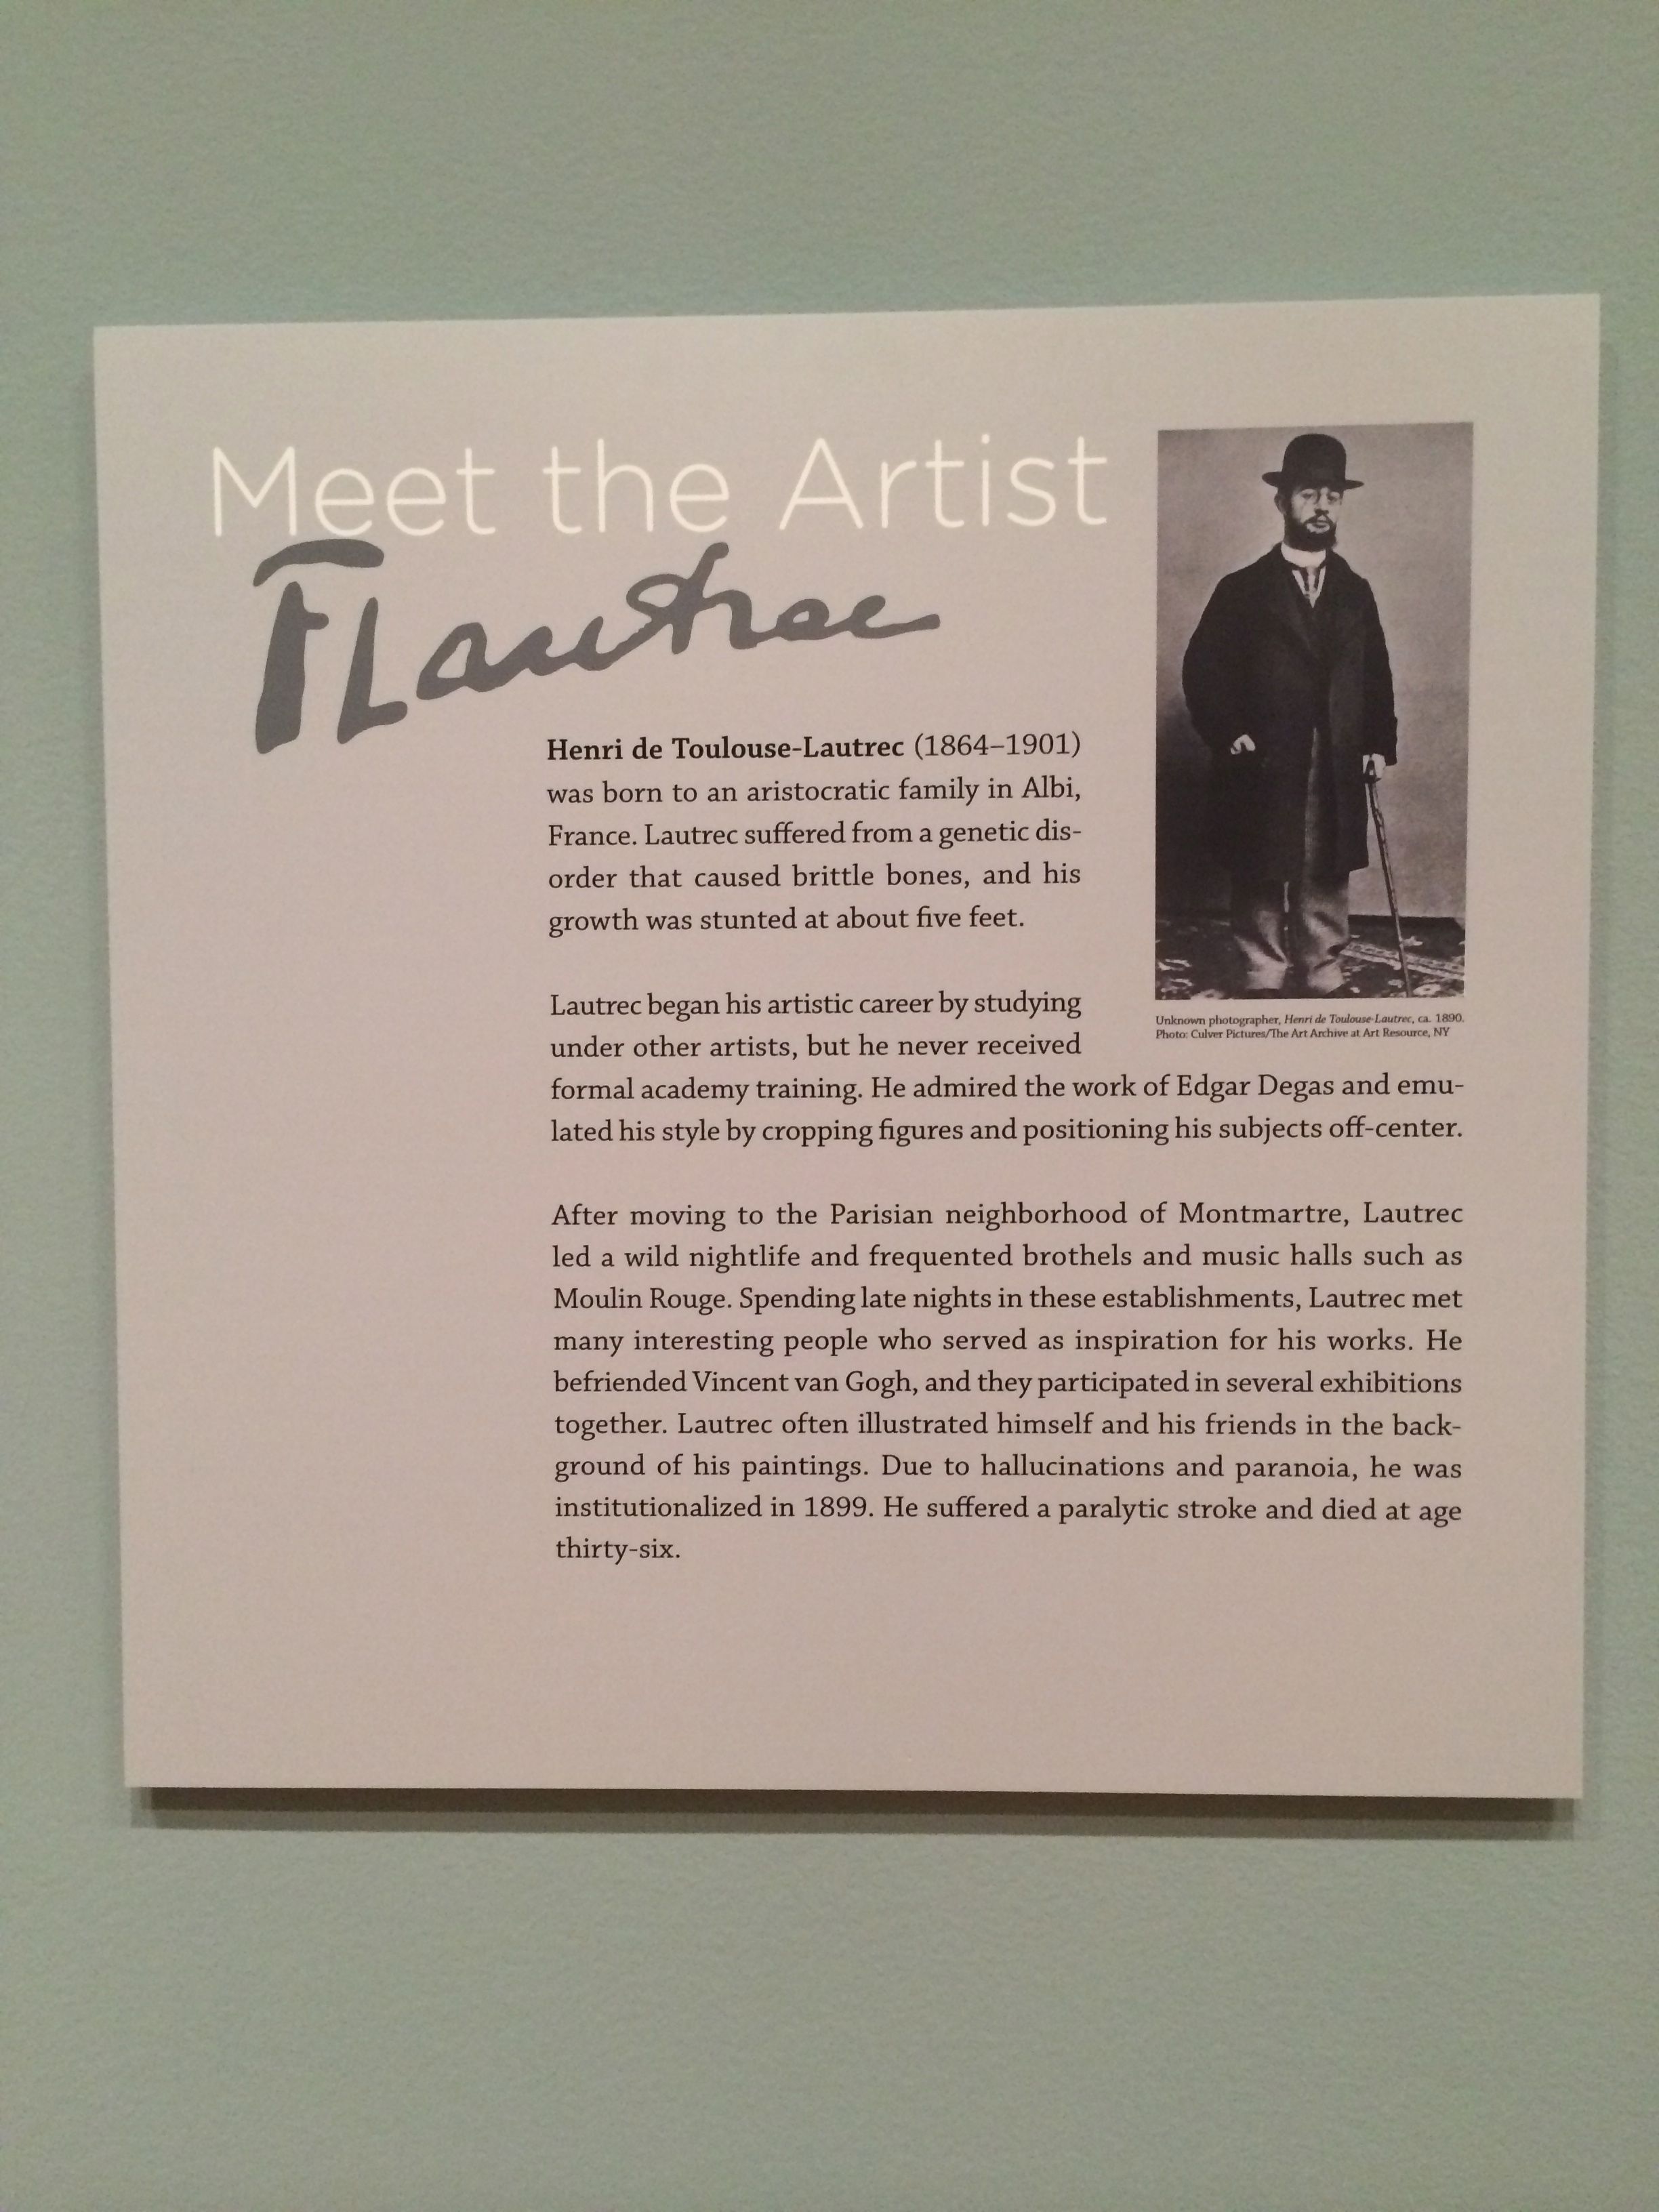 Meet the Artist
TLautrec
Henri de Toulouse-Lautrec (1864–1901)
was born to an aristocratic family in Albi,
France. Lautrec suffered from a genetic dis-
order that caused brittle bones, and his
growth was stunted at about five feet.
Lautrec began his artistic career by studying
under other artists, but he never received
formal academy training. He admired the work of Edgar Degas and emu-
lated his style by cropping figures and positioning his subjects off-center.
After moving to the Parisian neighborhood of Montmartre, Lautrec
led a wild nightlife and frequented brothels and music halls such as
Moulin Rouge. Spending late nights in these establishments, Lautrec met
many interesting people who served as inspiration for his works. He
befriended Vincent van Gogh, and they participated in several exhibitions
together. Lautrec often illustrated himself and his friends in the back-
ground of his paintings. Due to hallucinations and paranoia, he was
institutionalized in 1899. He suffered a paralytic stroke and died at age
thirty-six.
Unknown photographer, Henri de Toulouse-Lautrec, ca. 1890.
Photo: Culver Pictures/The Art Archive at Art Resource, NY